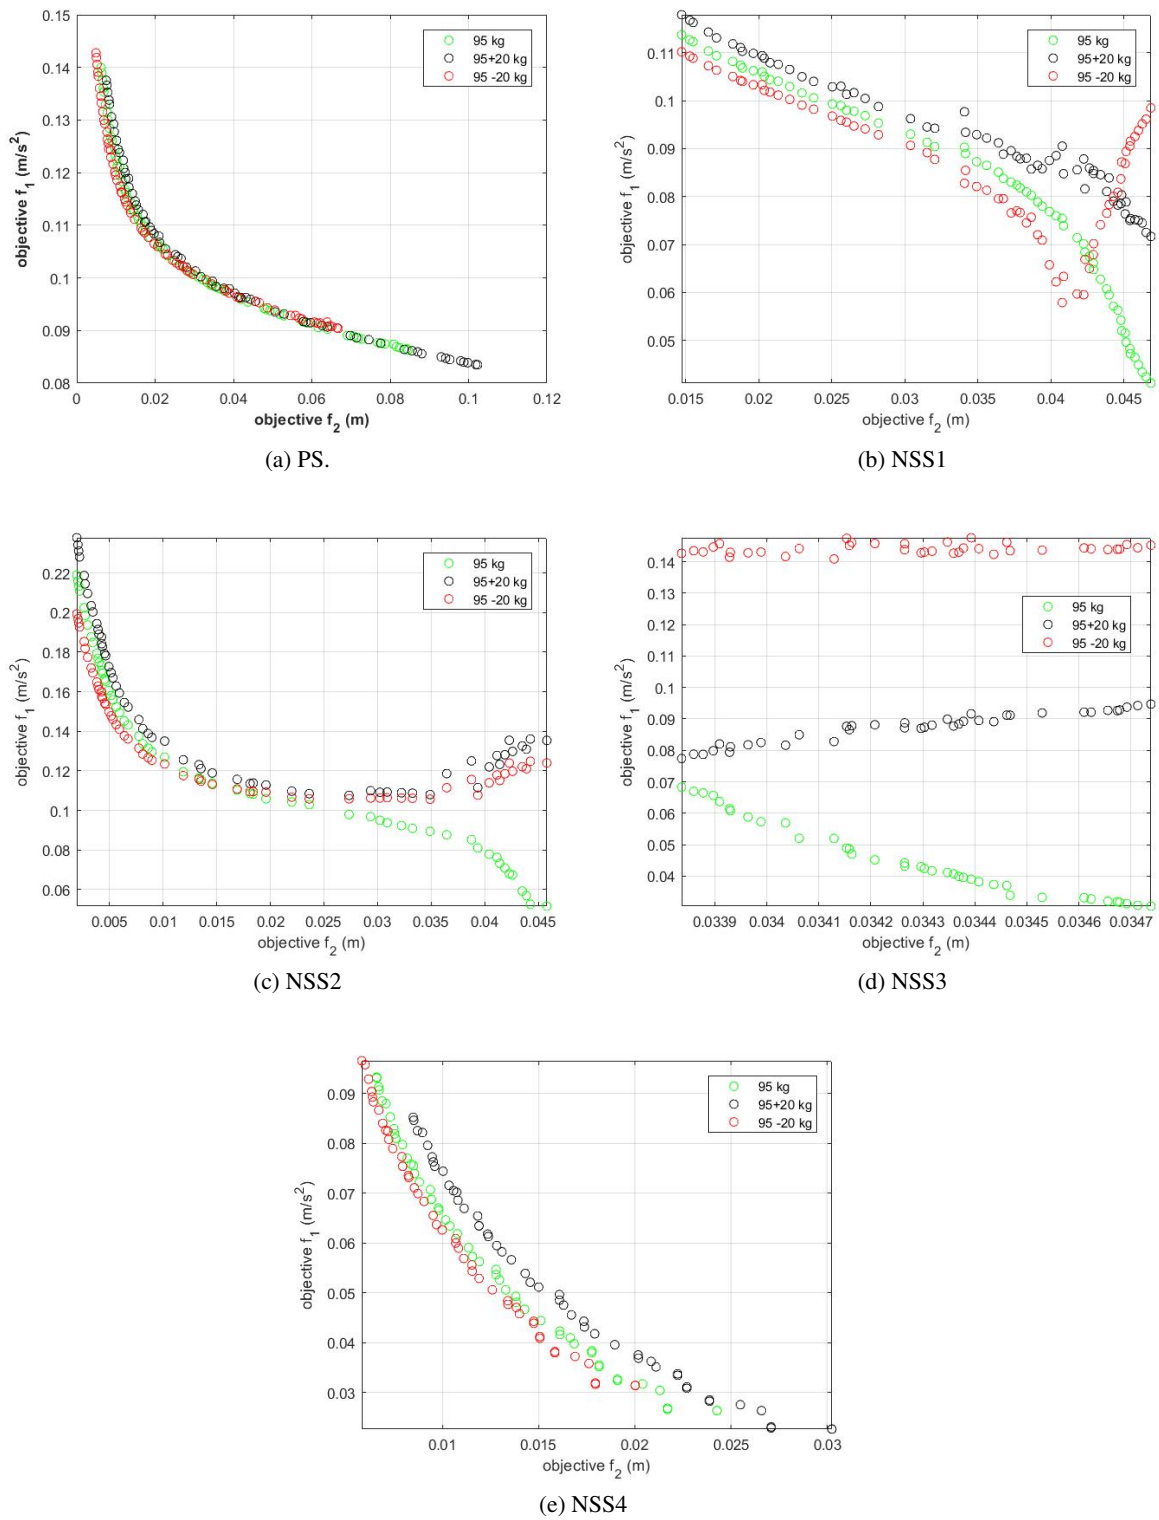 0.15
0.14
0.13
0.12
0.11
0.1
0.09
0.08
0
0.02
0.04
0.06
0.08
0.1
0.12
objective f1 (m/s2)
objective f2 (m)
95 kg
95+20 kg
95 -20 kg
(a) PS.
0.11
0.1
0.09
0.08
0.07
0.06
0.05
0.015
0.02
0.025
0.03
0.035
0.04
0.045
objective f1 (m/s2)
objective f2 (m)
95 kg
95+20 kg
95 -20 kg
(b) NSS1
0.22
0.2
0.18
0.16
0.14
0.12
0.1
0.08
0.06
0.005
0.01
0.015
0.02
0.025
0.03
0.035
0.04
0.045
objective f1 (m/s2)
objective f2 (m)
95 kg
95+20 kg
95 -20 kg
(c) NSS2
0.14
0.13
0.12
0.11
0.1
0.09
0.08
0.07
0.06
0.05
0.04
0.0339
0.034
0.0341
0.0342
0.0343
0.0344
0.0345
0.0346
0.0347
objective f1 (m/s2)
objective f2 (m)
95 kg
95+20 kg
95 -20 kg
(d) NSS3
0.09
0.08
0.07
0.06
0.05
0.04
0.03
0.01
0.015
0.02
0.025
0.03
objective f1 (m/s2)
objective f2 (m)
95 kg
95+20 kg
95 -20 kg
(e) NSS4